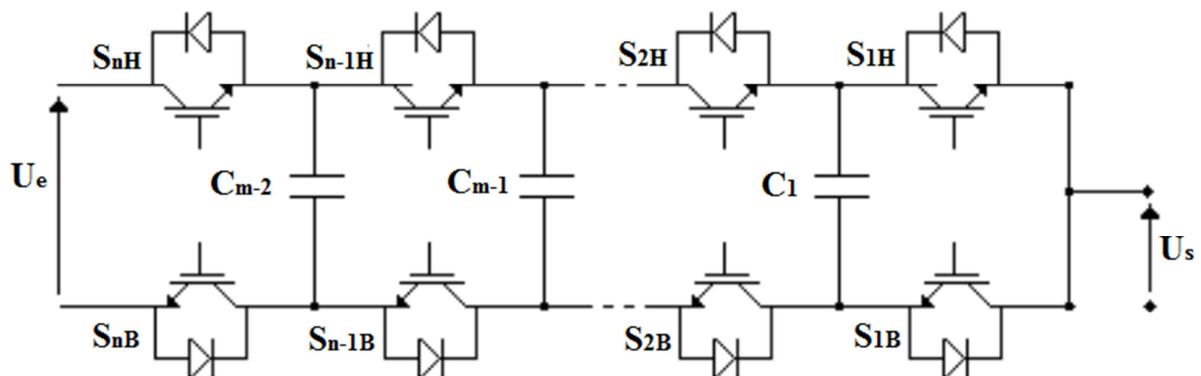 SnH
Sn-1H
S2H
S1H
Ue
Cm-2
Cm-1
C1
Us
SnB
Sn-1B
S2B
S1B